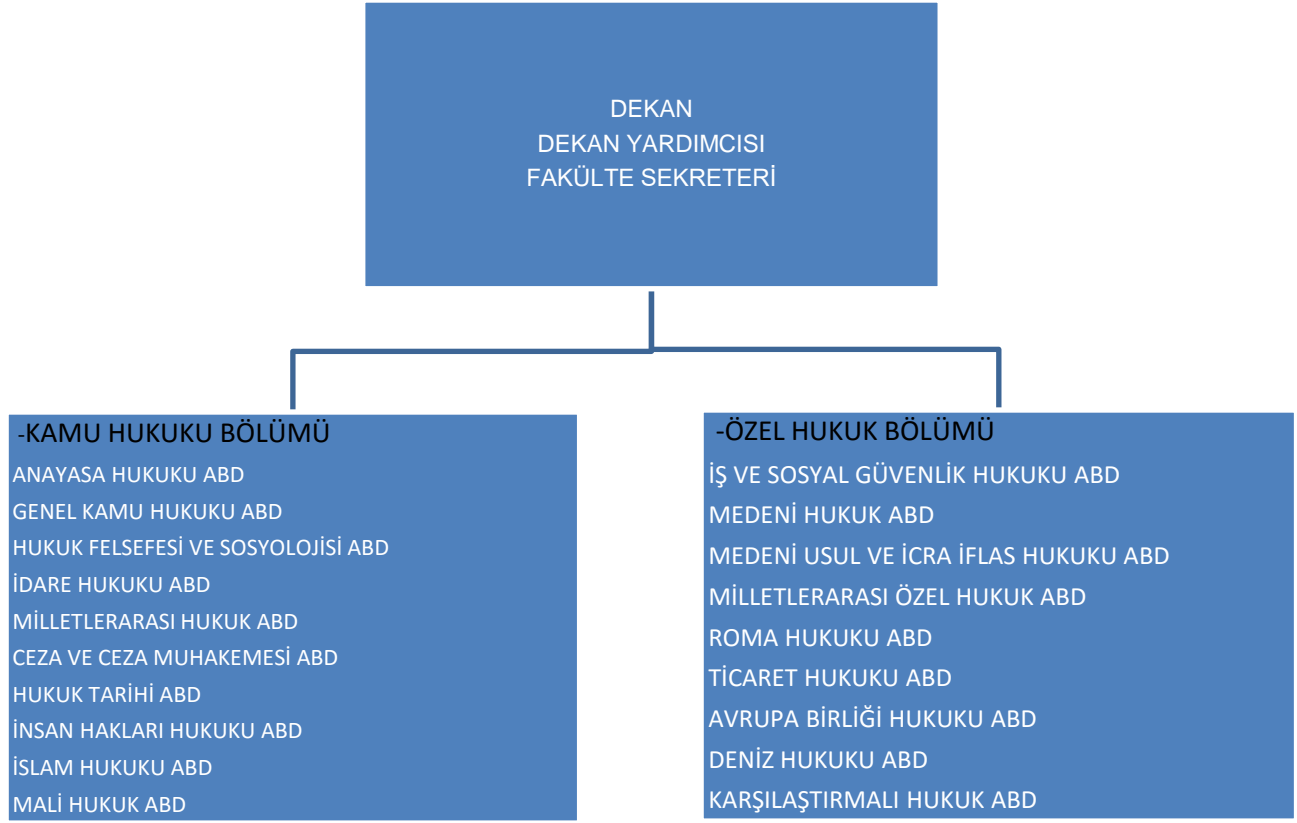 DEKAN
DEKAN YARDIMCISI
FAKÜLTE SEKRETERİ
-KAMU HUKUKU BÖLÜMÜ
ANAYASA HUKUKU ABD
GENEL KAMU HUKUKU ABD
HUKUK FELSEFESİ VE SOSYOLOJİSİ ABD
İDARE HUKUKU ABD
MİLLETLERARASI HUKUK ABD
CEZA VE CEZA MUHAKEMESİ ABD
HUKUK TARİHİ ABD
İNSAN HAKLARI HUKUKU ABD
İSLAM HUKUKU ABD
MALİ HUKUK ABD
-ÖZEL HUKUK BÖLÜMÜ
İŞ VE SOSYAL GÜVENLİK HUKUKU ABD
MEDENİ HUKUK ABD
MEDENİ USUL VE İCRA İFLAS HUKUKU ABD
MİLLETLERARASI ÖZEL HUKUK ABD
ROMA HUKUKU ABD
TİCARET HUKUKU ABD
AVRUPA BİRLİĞİ HUKUKU ABD
DENİZ HUKUKU ABD
KARŞILAŞTIRMALI HUKUK ABD